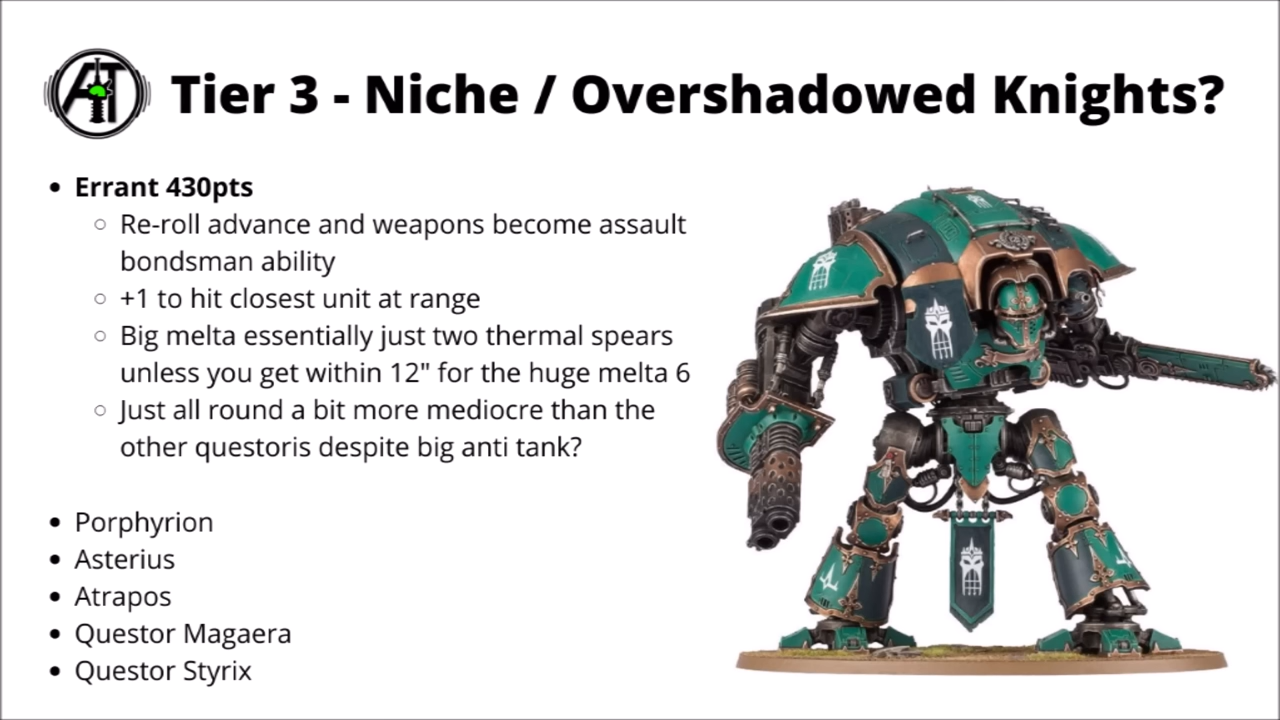 AT
Tier 3 - Niche / Overshadowed Knights?
• Errant 430pts
○ Re-roll advance and weapons become assault
bondsman ability
○ +1 to hit closest unit at range
○ Big melta essentially just two thermal spears
unless you get within 12" for the huge melta 6
○ Just all round a bit more mediocre than the
other questoris despite big anti tank?
• Porphyrion
• Asterius
• Atrapos
• Questor Magaera
• Questor Styrix